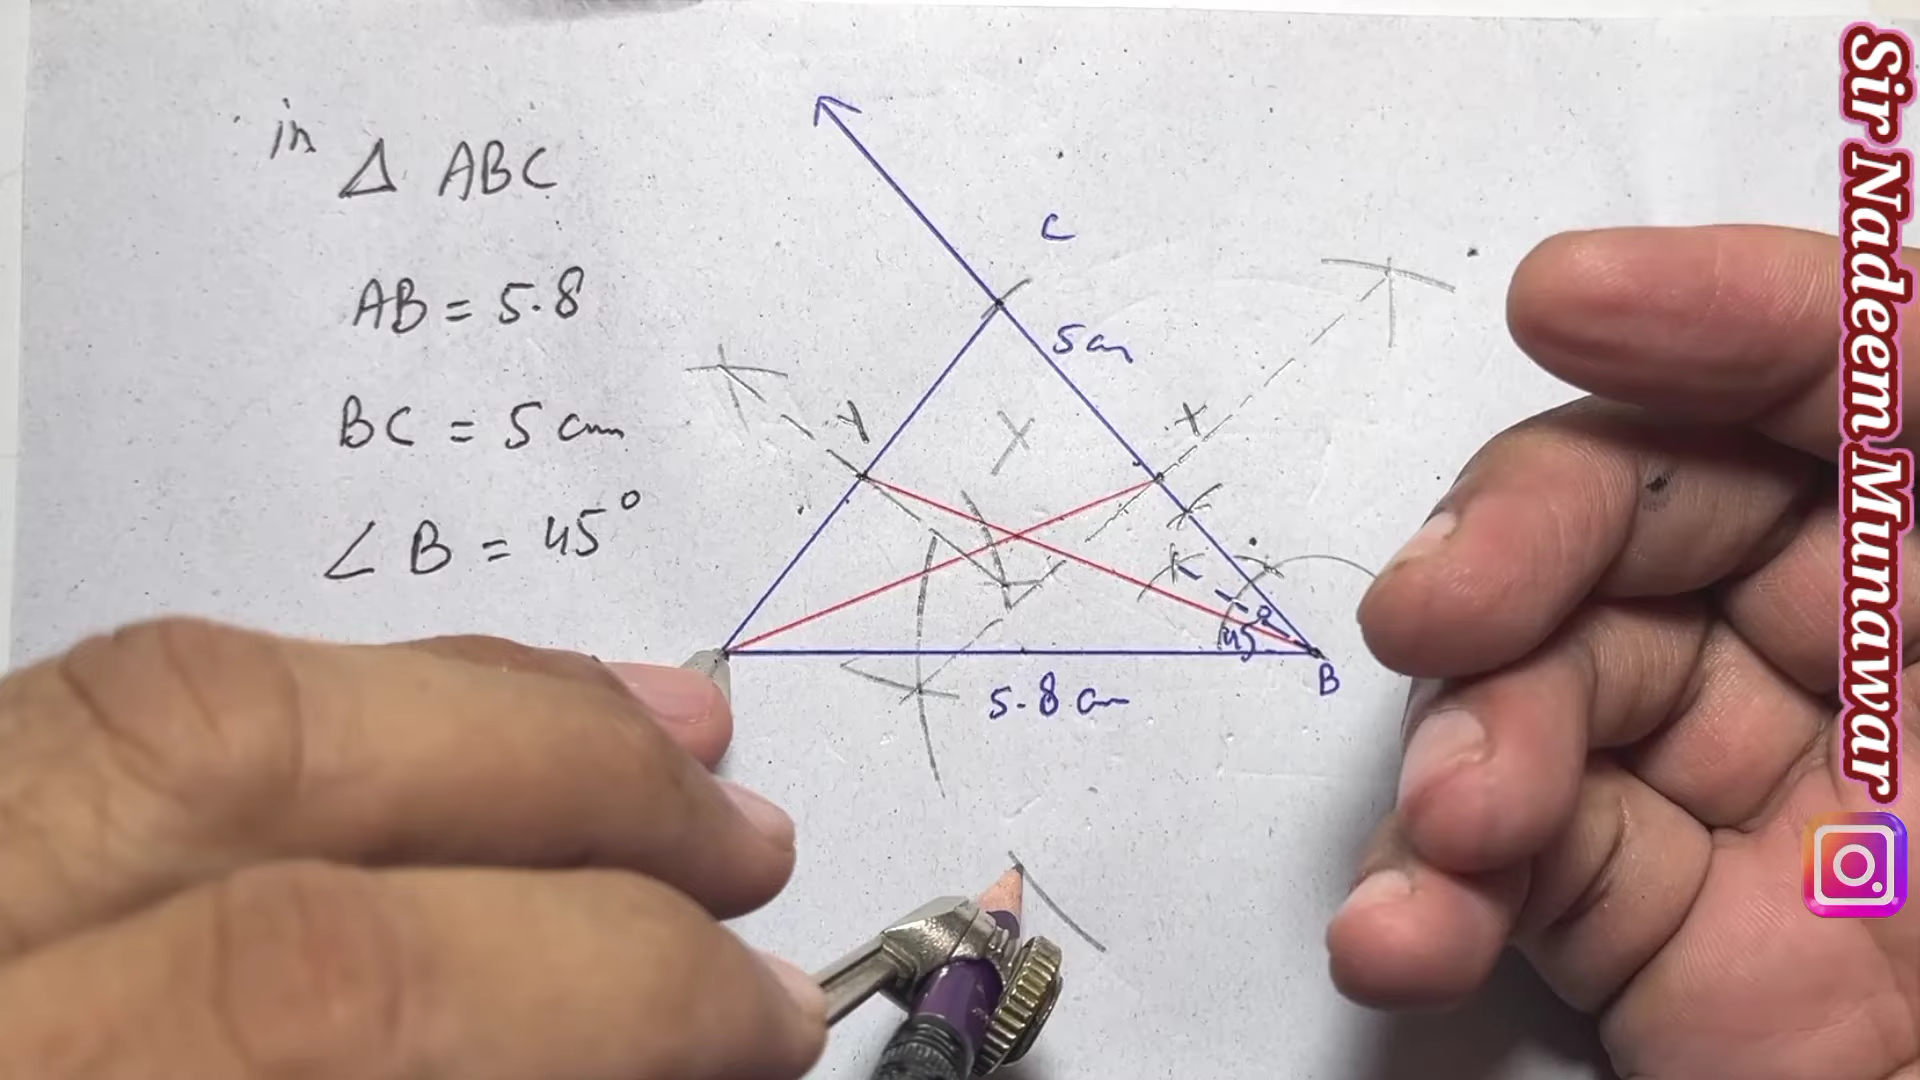 in △ ABC
AB = 5.8
BC = 5 cm
∠ B = 45°
C
5 cm
Y
X
X
45°
B
5.8 cm
Sir Nadeem Munawar